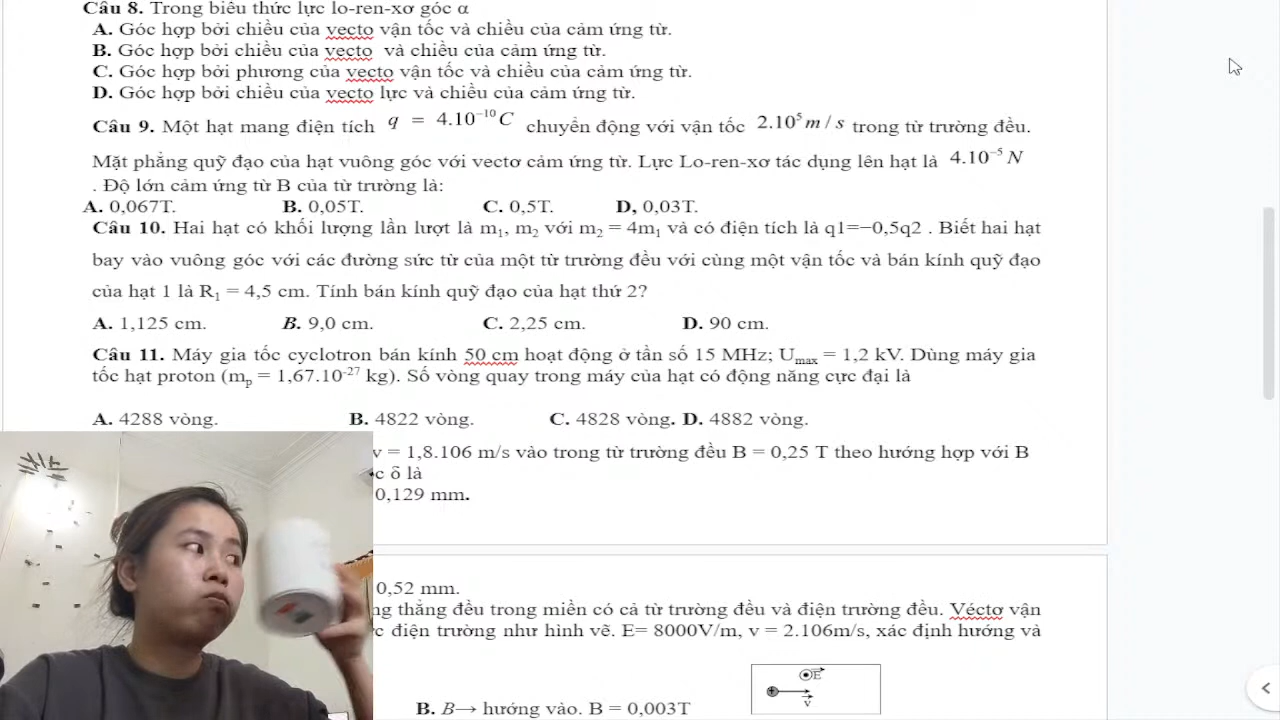 Câu 8. Trong biểu thức lực lo-ren-xơ góc α
A. Góc hợp bởi chiều của vecto vận tốc và chiều của cảm ứng từ.
B. Góc hợp bởi chiều của vecto và chiều của cảm ứng từ.
C. Góc hợp bởi phương của vecto vận tốc và chiều của cảm ứng từ.
D. Góc hợp bởi chiều của vecto lực và chiều của cảm ứng từ.
Câu 9. Một hạt mang điện tích q = 4.10⁻¹⁰ C chuyển động với vận tốc 2.10⁵ m / s trong từ trường đều.
Mặt phẳng quỹ đạo của hạt vuông góc với vectơ cảm ứng từ. Lực Lo-ren-xơ tác dụng lên hạt là 4.10⁻⁵ N
. Độ lớn cảm ứng từ B của từ trường là:
A. 0,067T. B. 0,05T. C. 0,5T. D, 0,03T.
Câu 10. Hai hạt có khối lượng lần lượt là m₁, m₂ với m₂ = 4m₁ và có điện tích là q1=−0,5q2 . Biết hai hạt
bay vào vuông góc với các đường sức từ của một từ trường đều với cùng một vận tốc và bán kính quỹ đạo
của hạt 1 là R₁ = 4,5 cm. Tính bán kính quỹ đạo của hạt thứ 2?
A. 1,125 cm. B. 9,0 cm. C. 2,25 cm. D. 90 cm.
Câu 11. Máy gia tốc cyclotron bán kính 50 cm hoạt động ở tần số 15 MHz; Uₘₐₓ = 1,2 kV. Dùng máy gia
tốc hạt proton (mₚ = 1,67.10⁻²⁷ kg). Số vòng quay trong máy của hạt có động năng cực đại là
A. 4288 vòng. B. 4822 vòng. C. 4828 vòng. D. 4882 vòng.
v = 1,8.106 m/s vào trong từ trường đều B = 0,25 T theo hướng hợp với B
c ố là
0,129 mm.
0,52 mm.
ng thẳng đều trong miền có cả từ trường đều và điện trường đều. Véctơ vận
c điện trường như hình vẽ. E= 8000V/m, v = 2.106m/s, xác định hướng và
E
v
B. B→ hướng vào. B = 0,003T